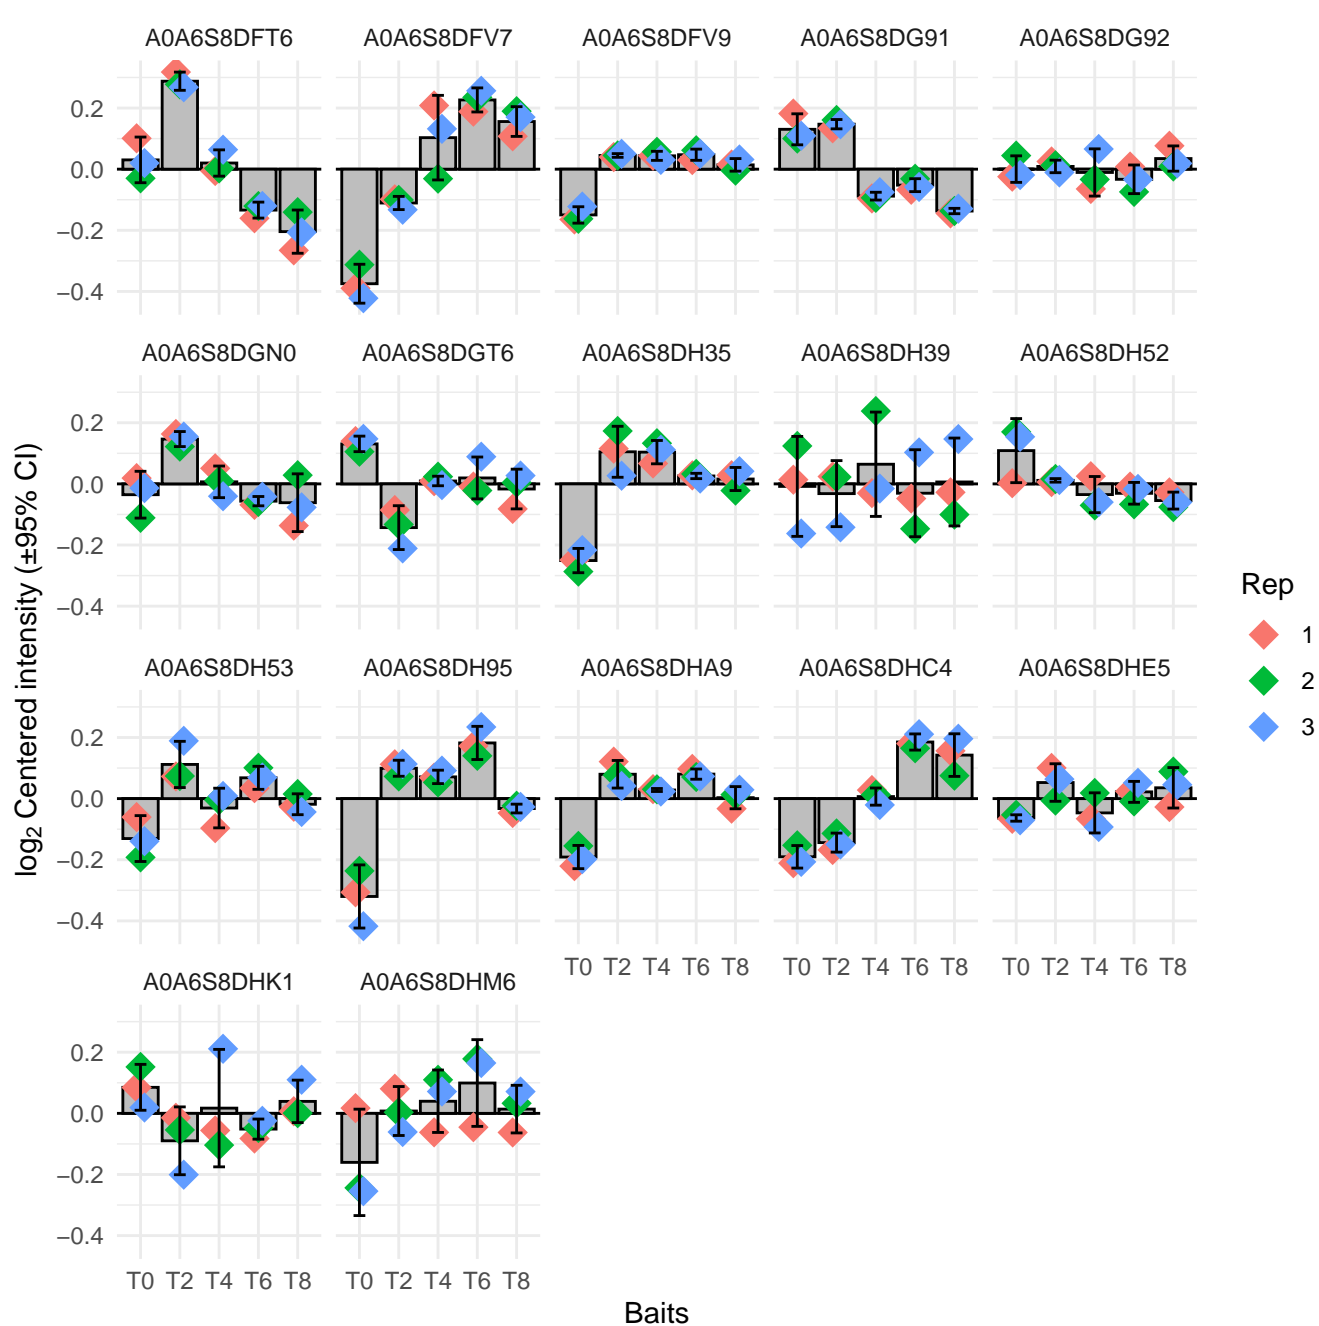 A0A6S8DFT6 A0A6S8DFV7 A0A6S8DFV9 A0A6S8DG91 A0A6S8DG92
0.2
0.0
−0.2
−0.4
A0A6S8DGN0 A0A6S8DGT6 A0A6S8DH35 A0A6S8DH39 A0A6S8DH52
0.2
0.0
−0.2
−0.4
A0A6S8DH53 A0A6S8DH95 A0A6S8DHA9 A0A6S8DHC4 A0A6S8DHE5
0.2
0.0
−0.2
−0.4
T0 T2 T4 T6 T8 T0 T2 T4 T6 T8 T0 T2 T4 T6 T8
A0A6S8DHK1 A0A6S8DHM6
0.2
0.0
−0.2
−0.4
T0 T2 T4 T6 T8 T0 T2 T4 T6 T8
Baits
log₂ Centered intensity (±95% CI)
Rep
1
2
3